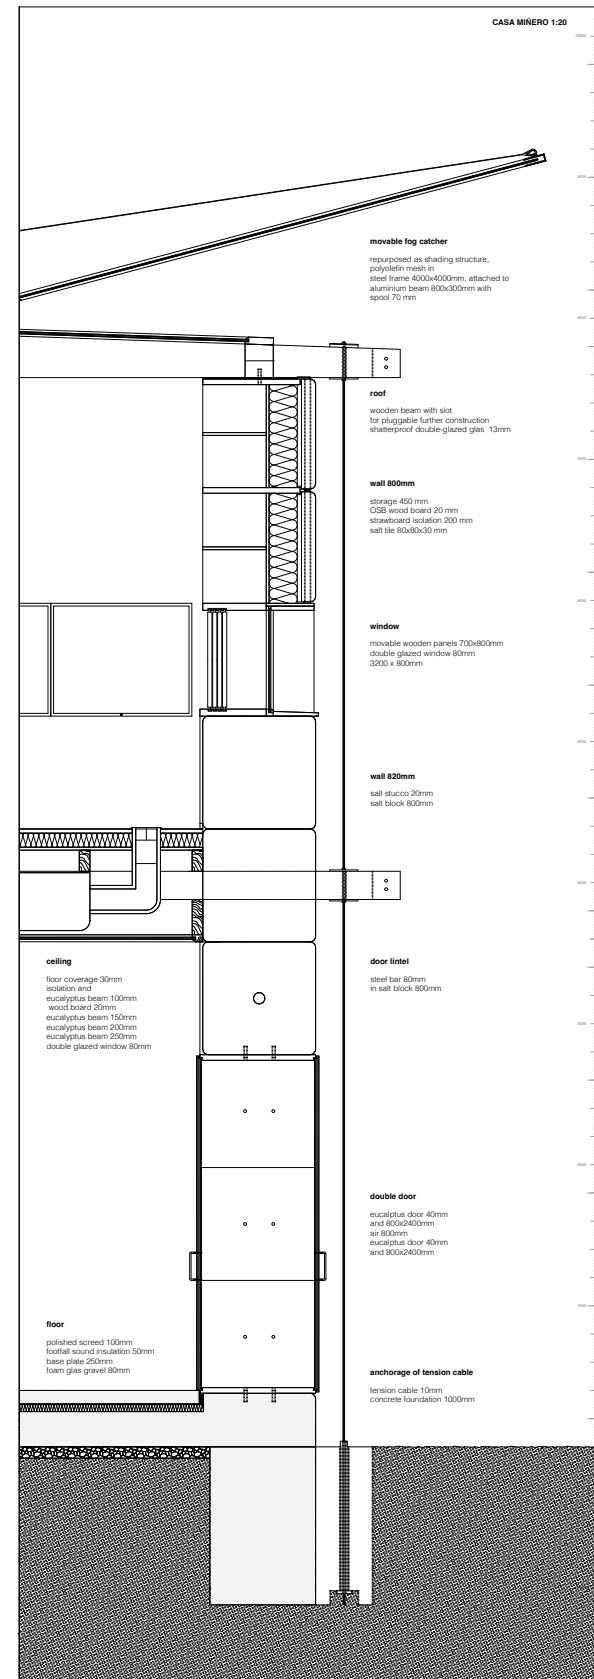 CASA MIÑERO 1:20
movable fog catcher
repurposed as shading structure,
polyolefin mesh in
steel frame 4000x4000mm, attached to
aluminium beam 800x300mm with
spool 70 mm
roof
wooden beam with slot
for pluggable further construction
shatterproof double-glazed glas 13mm
wall 800mm
storage 450 mm
OSB wood board 20 mm
strawboard isolation 200 mm
salt tile 80x80x30 mm
window
movable wooden panels 700x800mm
double glazed window 80mm
3200 x 800mm
wall 820mm
salt stucco 20mm
salt block 800mm
ceiling
floor coverage 30mm
isolation and
eucalyptus beam 100mm
wood board 20mm
eucalyptus beam 150mm
eucalyptus beam 200mm
eucalyptus beam 250mm
double glazed window 80mm
door lintel
steel bar 80mm
in salt block 800mm
double door
eucalptus door 40mm
and 800x2400mm
air 800mm
eucalptus door 40mm
and 800x2400mm
floor
polished screed 100mm
footfall sound insulation 50mm
base plate 250mm
foam glas gravel 80mm
anchorage of tension cable
tension cable 10mm
concrete foundation 1000mm